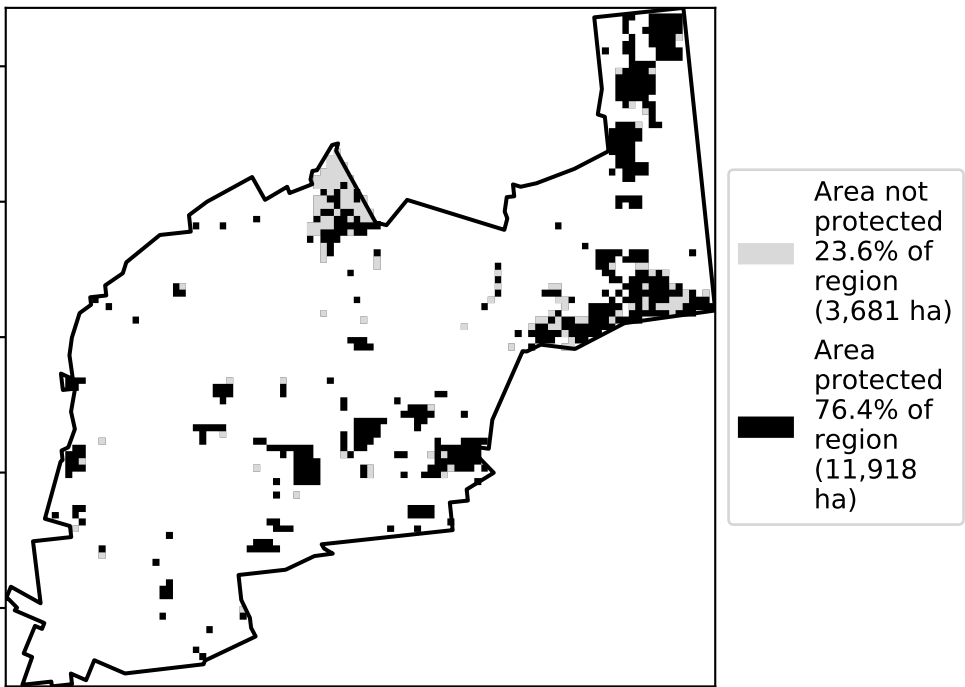 Area not
protected
23.6% of
region
(3,681 ha)
Area
protected
76.4% of
region
(11,918
ha)